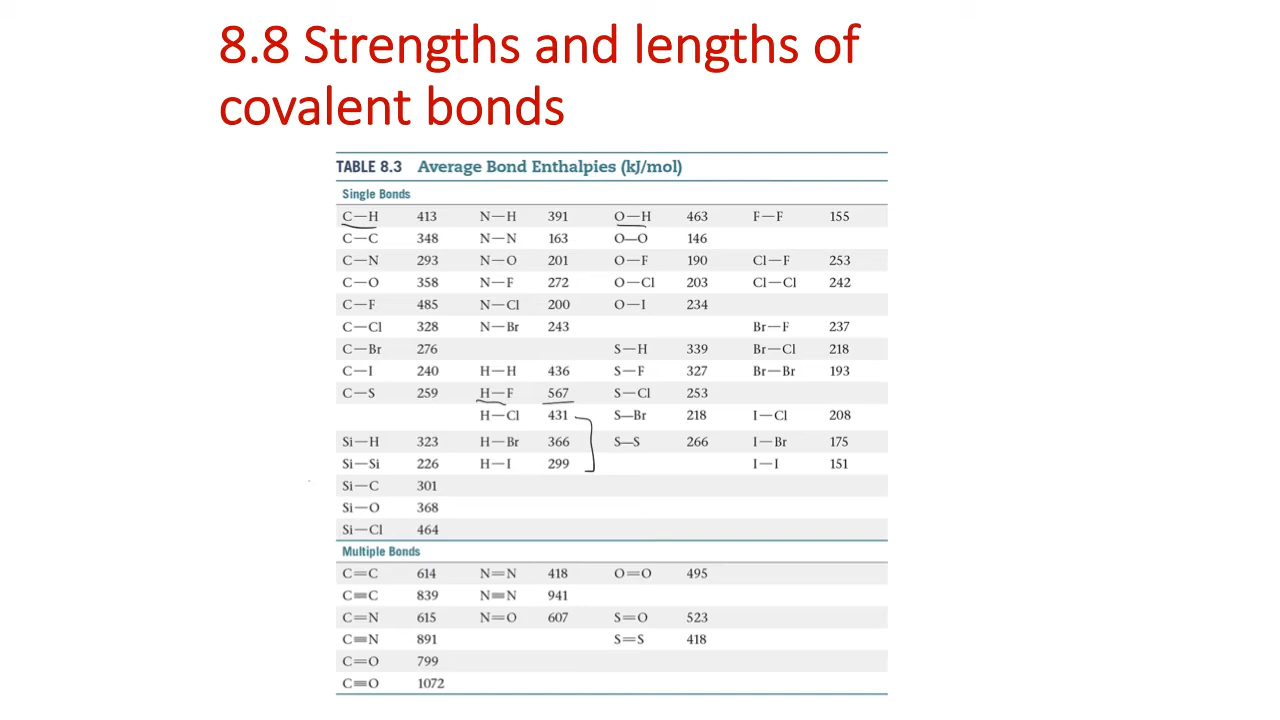 8.8 Strengths and lengths of
covalent bonds
TABLE 8.3 Average Bond Enthalpies (kJ/mol)
Single Bonds
C—H 413 N—H 391 O—H 463 F—F 155
C—C 348 N—N 163 O—O 146
C—N 293 N—O 201 O—F 190 Cl—F 253
C—O 358 N—F 272 O—Cl 203 Cl—Cl 242
C—F 485 N—Cl 200 O—I 234
C—Cl 328 N—Br 243 Br—F 237
C—Br 276 S—H 339 Br—Cl 218
C—I 240 H—H 436 S—F 327 Br—Br 193
C—S 259 H—F 567 S—Cl 253
H—Cl 431 S—Br 218 I—Cl 208
Si—H 323 H—Br 366 S—S 266 I—Br 175
Si—Si 226 H—I 299 I—I 151
Si—C 301
Si—O 368
Si—Cl 464
Multiple Bonds
C=C 614 N=N 418 O=O 495
C≡C 839 N≡N 941
C=N 615 N=O 607 S=O 523
C≡N 891 S=S 418
C=O 799
C≡O 1072